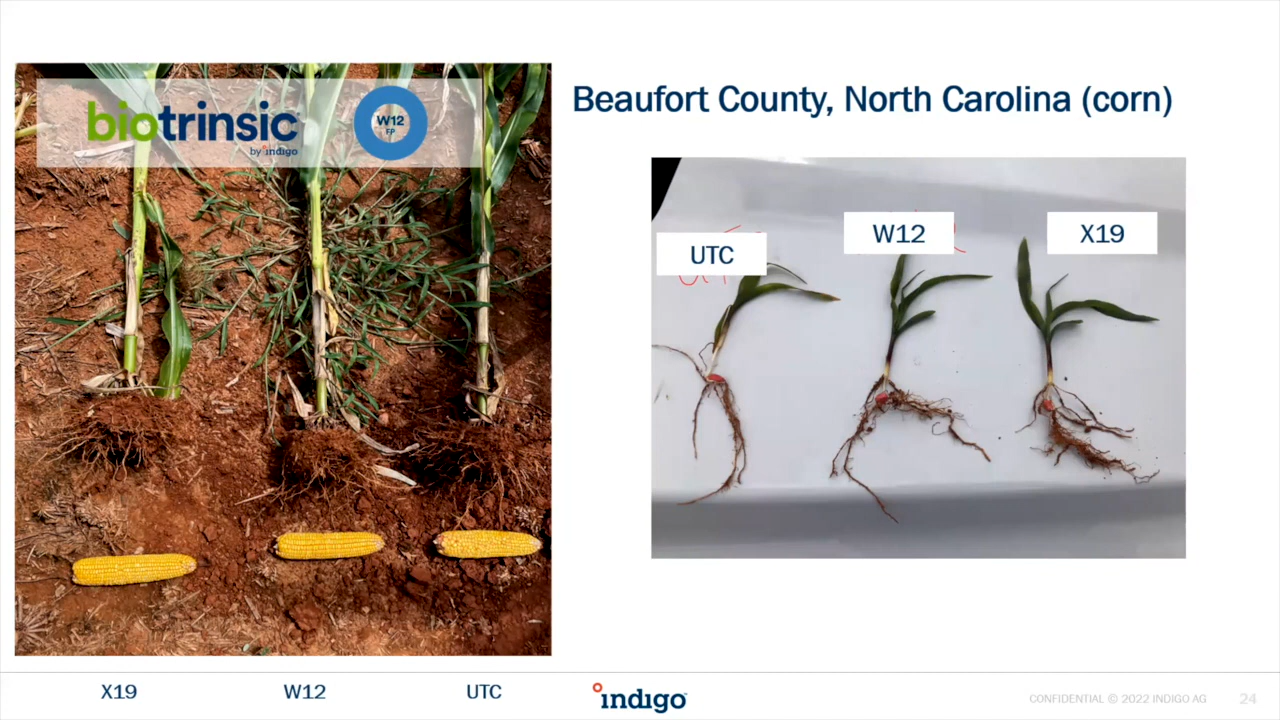 biotrinsic
by indigo
W12
FP
Beaufort County, North Carolina (corn)
UTC
W12
X19
X19
W12
UTC
indigo
CONFIDENTIAL © 2022 INDIGO AG
24